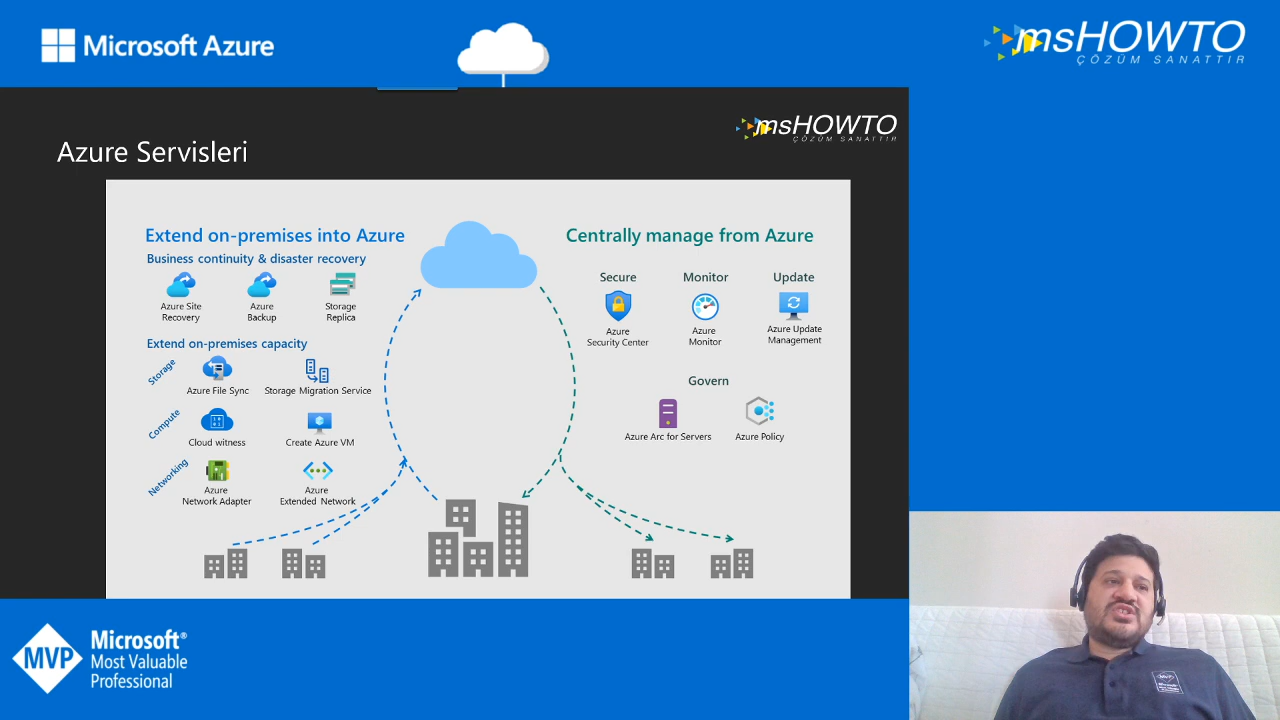 Microsoft Azure
msHOWTO
ÇÖZÜM SANATTIR
msHOWTO
ÇÖZÜM SANATTIR
Azure Servisleri
Extend on-premises into Azure
Business continuity & disaster recovery
Azure Site
Recovery
Azure
Backup
Storage
Replica
Extend on-premises capacity
Storage
Azure File Sync
Storage Migration Service
Compute
Cloud witness
Create Azure VM
Networking
Azure
Network Adapter
Azure
Extended Network
Centrally manage from Azure
Secure
Monitor
Update
Azure
Security Center
Azure
Monitor
Azure Update
Management
Govern
Azure Arc for Servers
Azure Policy
MVP
Microsoft®
Most Valuable
Professional
MVP